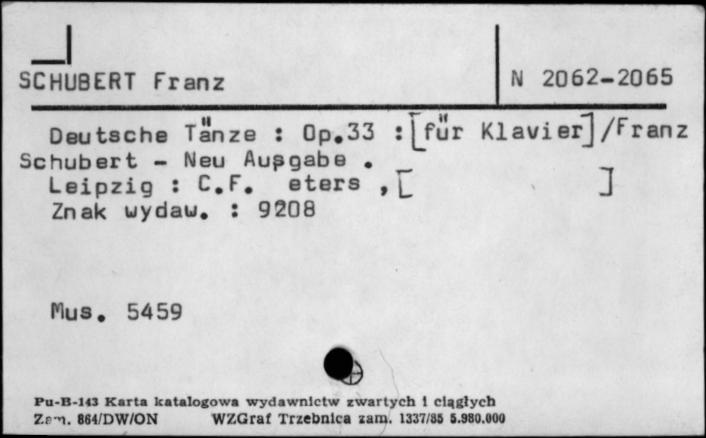 SCHUBERT Franz
N 2062-2065
Deutsche Tänze : Op.33 :[für Klavier]/Franz
Schubert - Neu Ausgabe .
Leipzig : C.F. eters ,[ ]
Znak wydaw. : 9208
Mus. 5459
Pu-B-143 Karta katalogowa wydawnictw zwartych i ciągłych
Zam. 864/DW/ON WZGraf Trzebnica zam. 1337/85 5.980.000